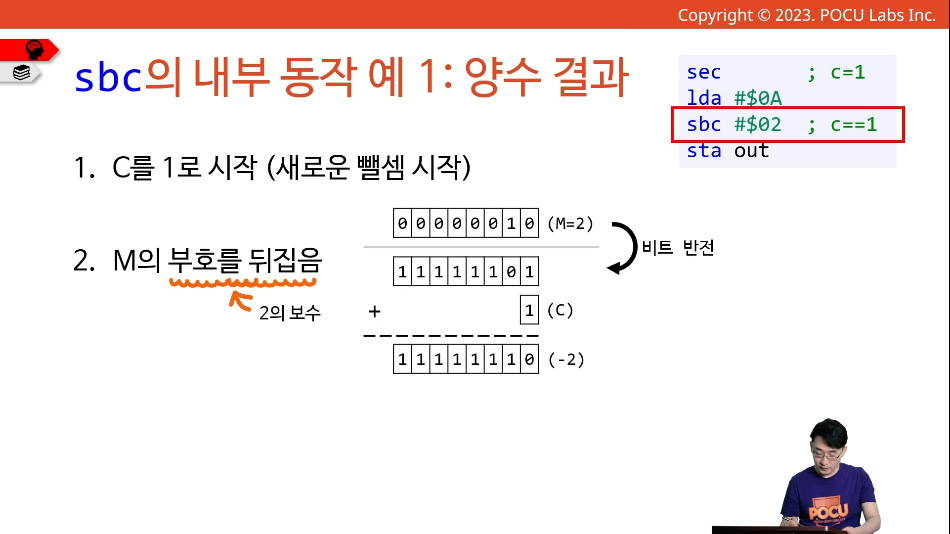 Copyright © 2023. POCU Labs Inc.
sbc의 내부 동작 예 1: 양수 결과
sec ; c=1
lda #$0A
sbc #$02 ; c==1
sta out
1. C를 1로 시작 (새로운 뺄셈 시작)
0 0 0 0 0 0 1 0 (M=2)
비트 반전
2. M의 부호를 뒤집음
1 1 1 1 1 1 0 1
2의 보수
+ 1 (C)
1 1 1 1 1 1 1 0 (-2)
POCU